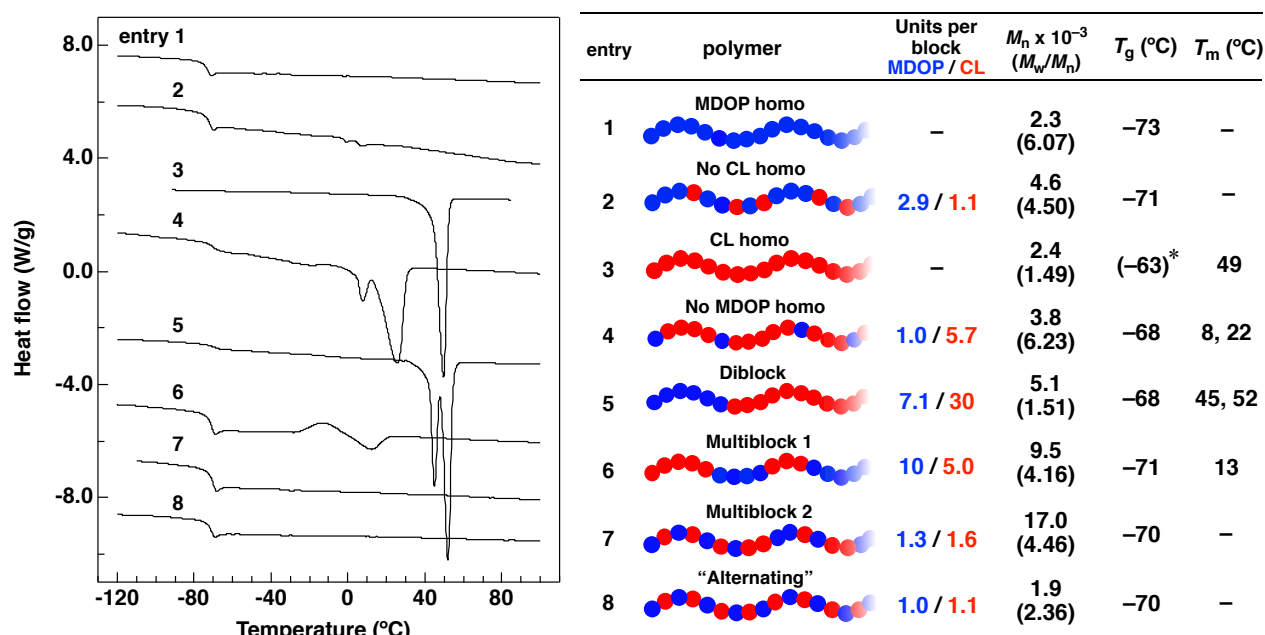 8.0
4.0
0.0
-4.0
-8.0
Heat flow (W/g)
entry 1
2
3
4
5
6
7
8
-120
-80
-40
0
40
80
Temperature (ºC)
entry
polymer
Units per
block
MDOP / CL
Mn x 10–3
(Mw/Mn)
Tg (ºC)
Tm (ºC)
MDOP homo
1 – 2.3 –73 –
(6.07)
No CL homo
2 2.9 / 1.1 4.6 –71 –
(4.50)
CL homo
3 – 2.4 (–63)* 49
(1.49)
No MDOP homo
4 1.0 / 5.7 3.8 –68 8, 22
(6.23)
Diblock
5 7.1 / 30 5.1 –68 45, 52
(1.51)
Multiblock 1
6 10 / 5.0 9.5 –71 13
(4.16)
Multiblock 2
7 1.3 / 1.6 17.0 –70 –
(4.46)
“Alternating”
8 1.0 / 1.1 1.9 –70 –
(2.36)